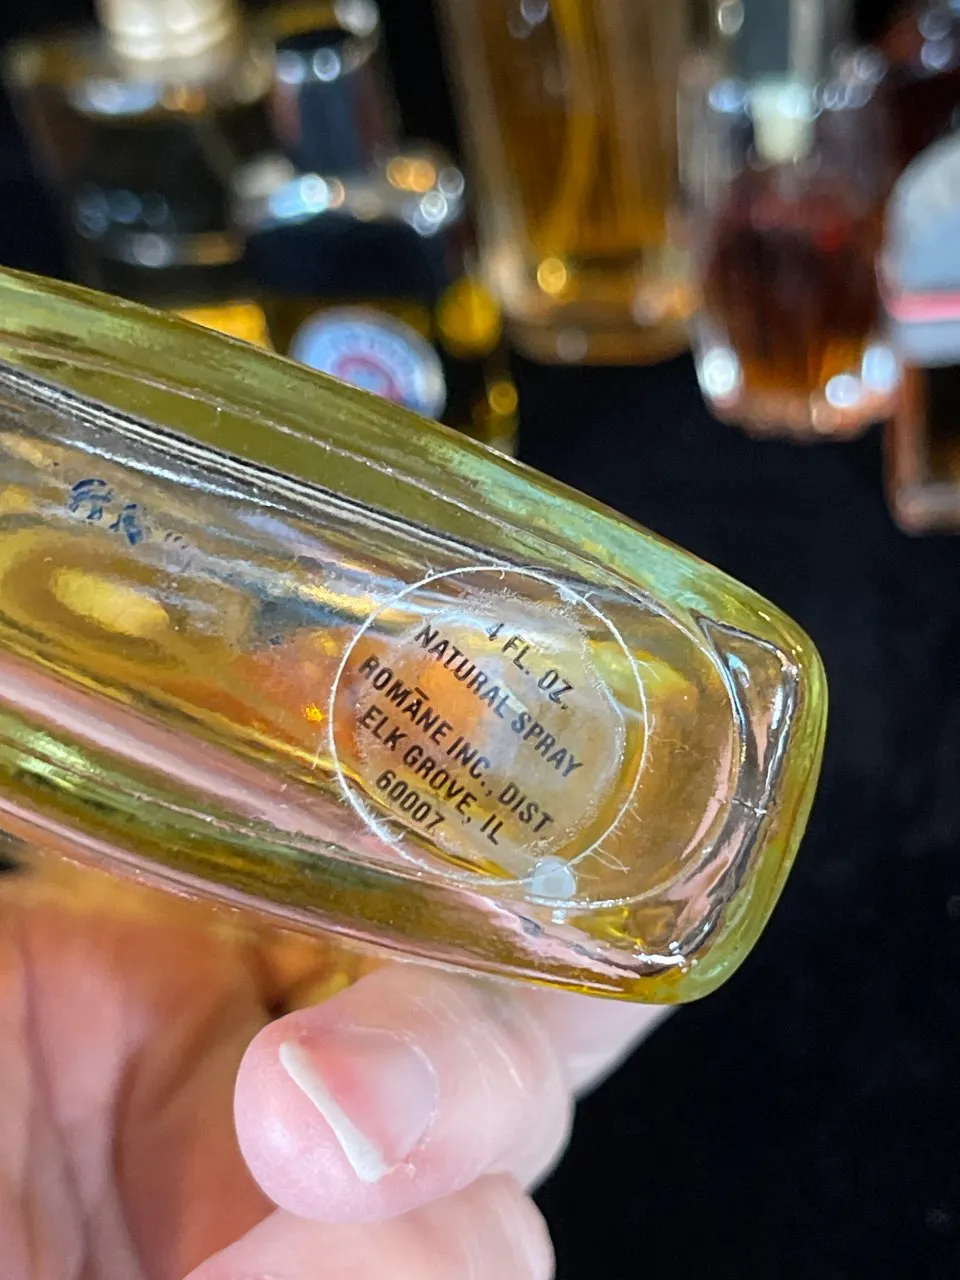 4 FL. OZ.
NATURAL SPRAY
ROMĀNE INC., DIST
ELK GROVE, IL
60007